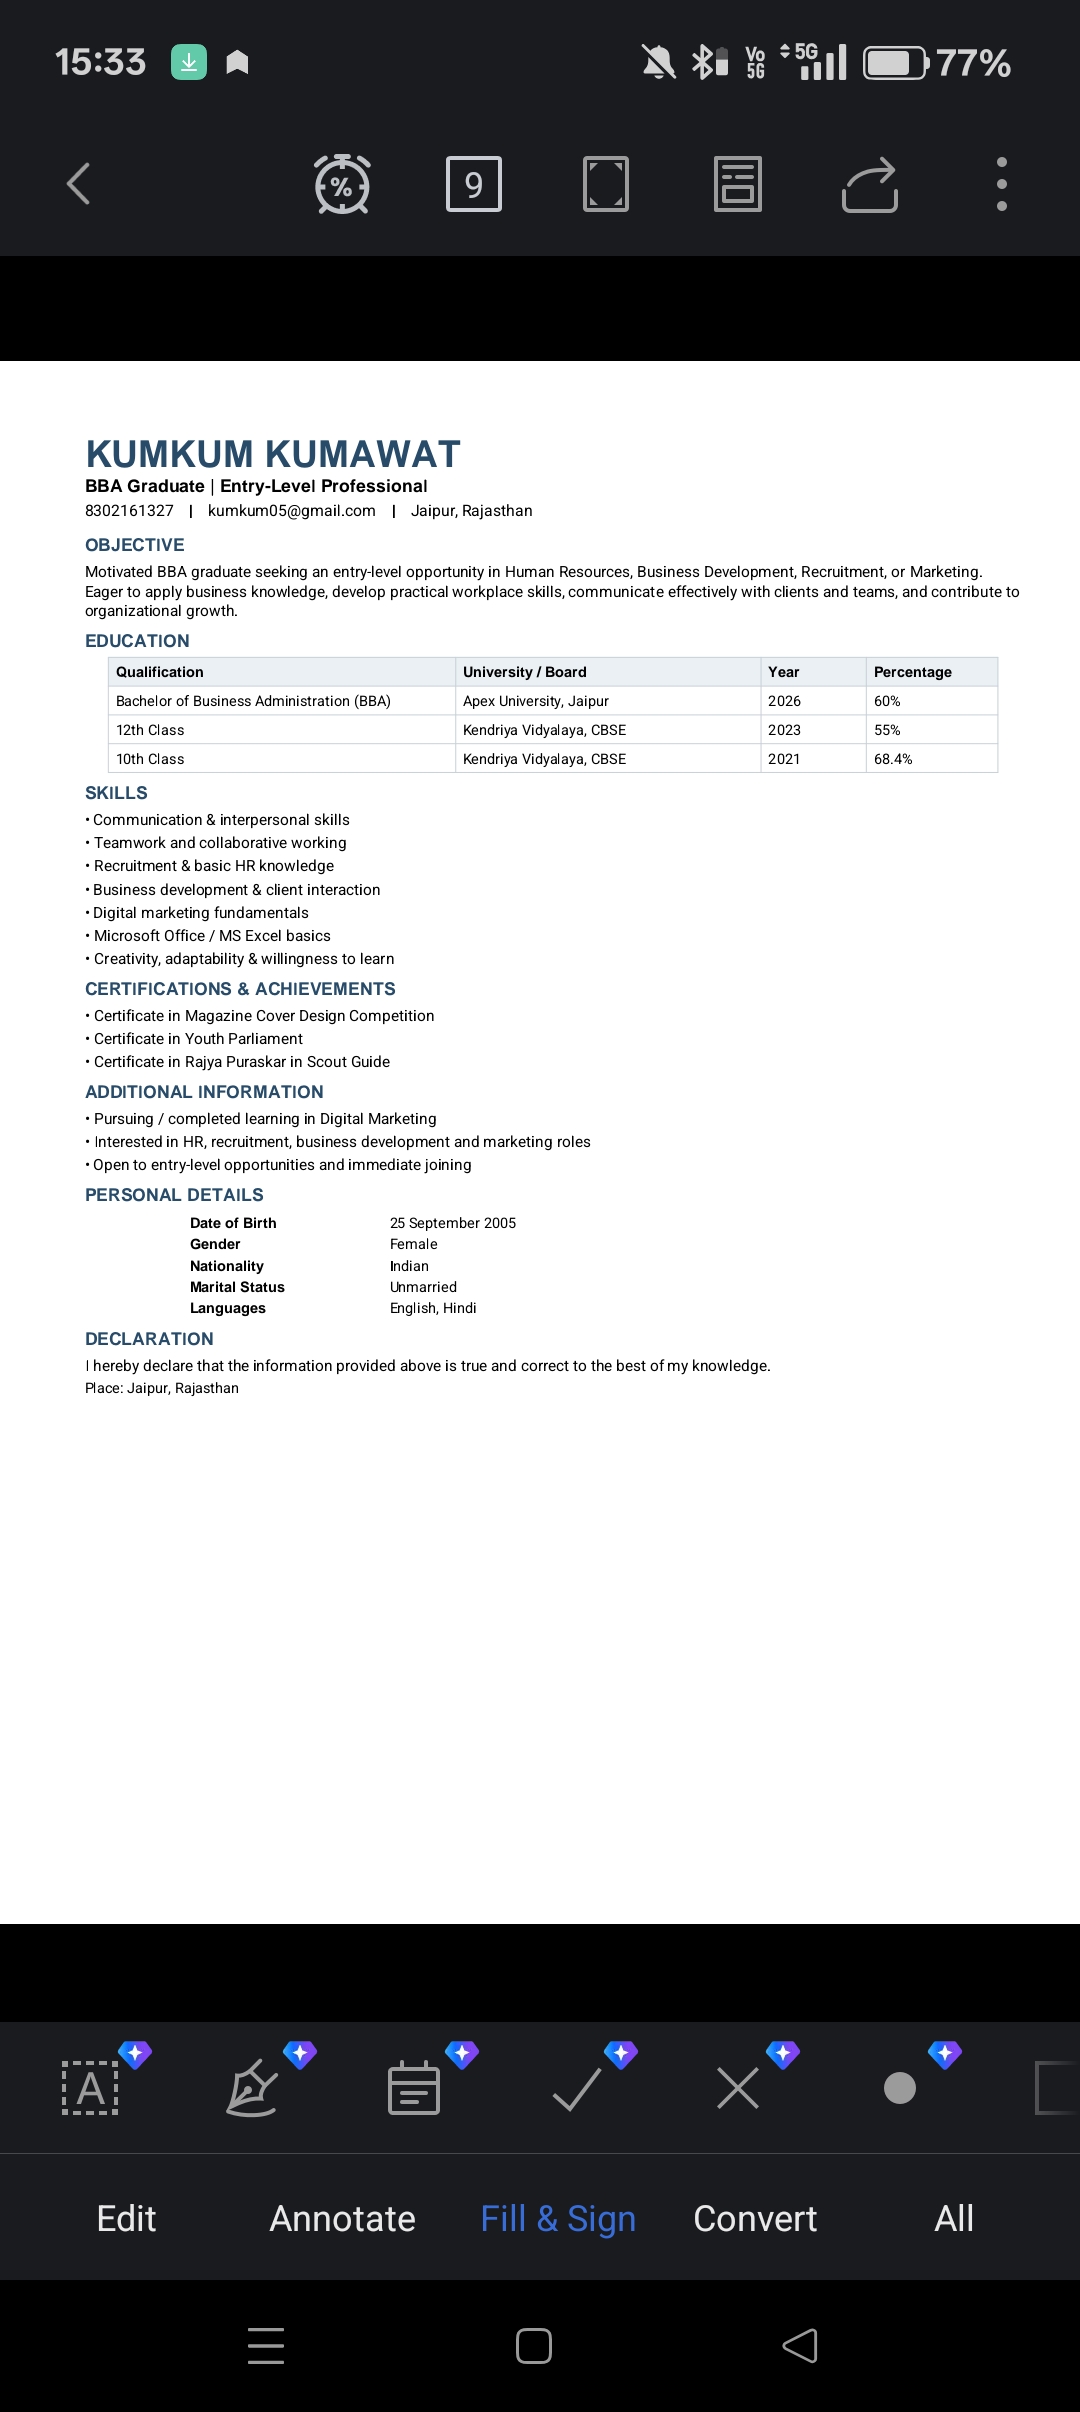 15:33
Vo 5G
5G
77%
%
9
KUMKUM KUMAWAT
BBA Graduate | Entry-Level Professional
8302161327 | kumkum05@gmail.com | Jaipur, Rajasthan
OBJECTIVE
Motivated BBA graduate seeking an entry-level opportunity in Human Resources, Business Development, Recruitment, or Marketing.
Eager to apply business knowledge, develop practical workplace skills, communicate effectively with clients and teams, and contribute to
organizational growth.
EDUCATION
Qualification University / Board Year Percentage
Bachelor of Business Administration (BBA) Apex University, Jaipur 2026 60%
12th Class Kendriya Vidyalaya, CBSE 2023 55%
10th Class Kendriya Vidyalaya, CBSE 2021 68.4%
SKILLS
• Communication & interpersonal skills
• Teamwork and collaborative working
• Recruitment & basic HR knowledge
• Business development & client interaction
• Digital marketing fundamentals
• Microsoft Office / MS Excel basics
• Creativity, adaptability & willingness to learn
CERTIFICATIONS & ACHIEVEMENTS
• Certificate in Magazine Cover Design Competition
• Certificate in Youth Parliament
• Certificate in Rajya Puraskar in Scout Guide
ADDITIONAL INFORMATION
• Pursuing / completed learning in Digital Marketing
• Interested in HR, recruitment, business development and marketing roles
• Open to entry-level opportunities and immediate joining
PERSONAL DETAILS
Date of Birth 25 September 2005
Gender Female
Nationality Indian
Marital Status Unmarried
Languages English, Hindi
DECLARATION
I hereby declare that the information provided above is true and correct to the best of my knowledge.
Place: Jaipur, Rajasthan
A
Edit Annotate Fill & Sign Convert All